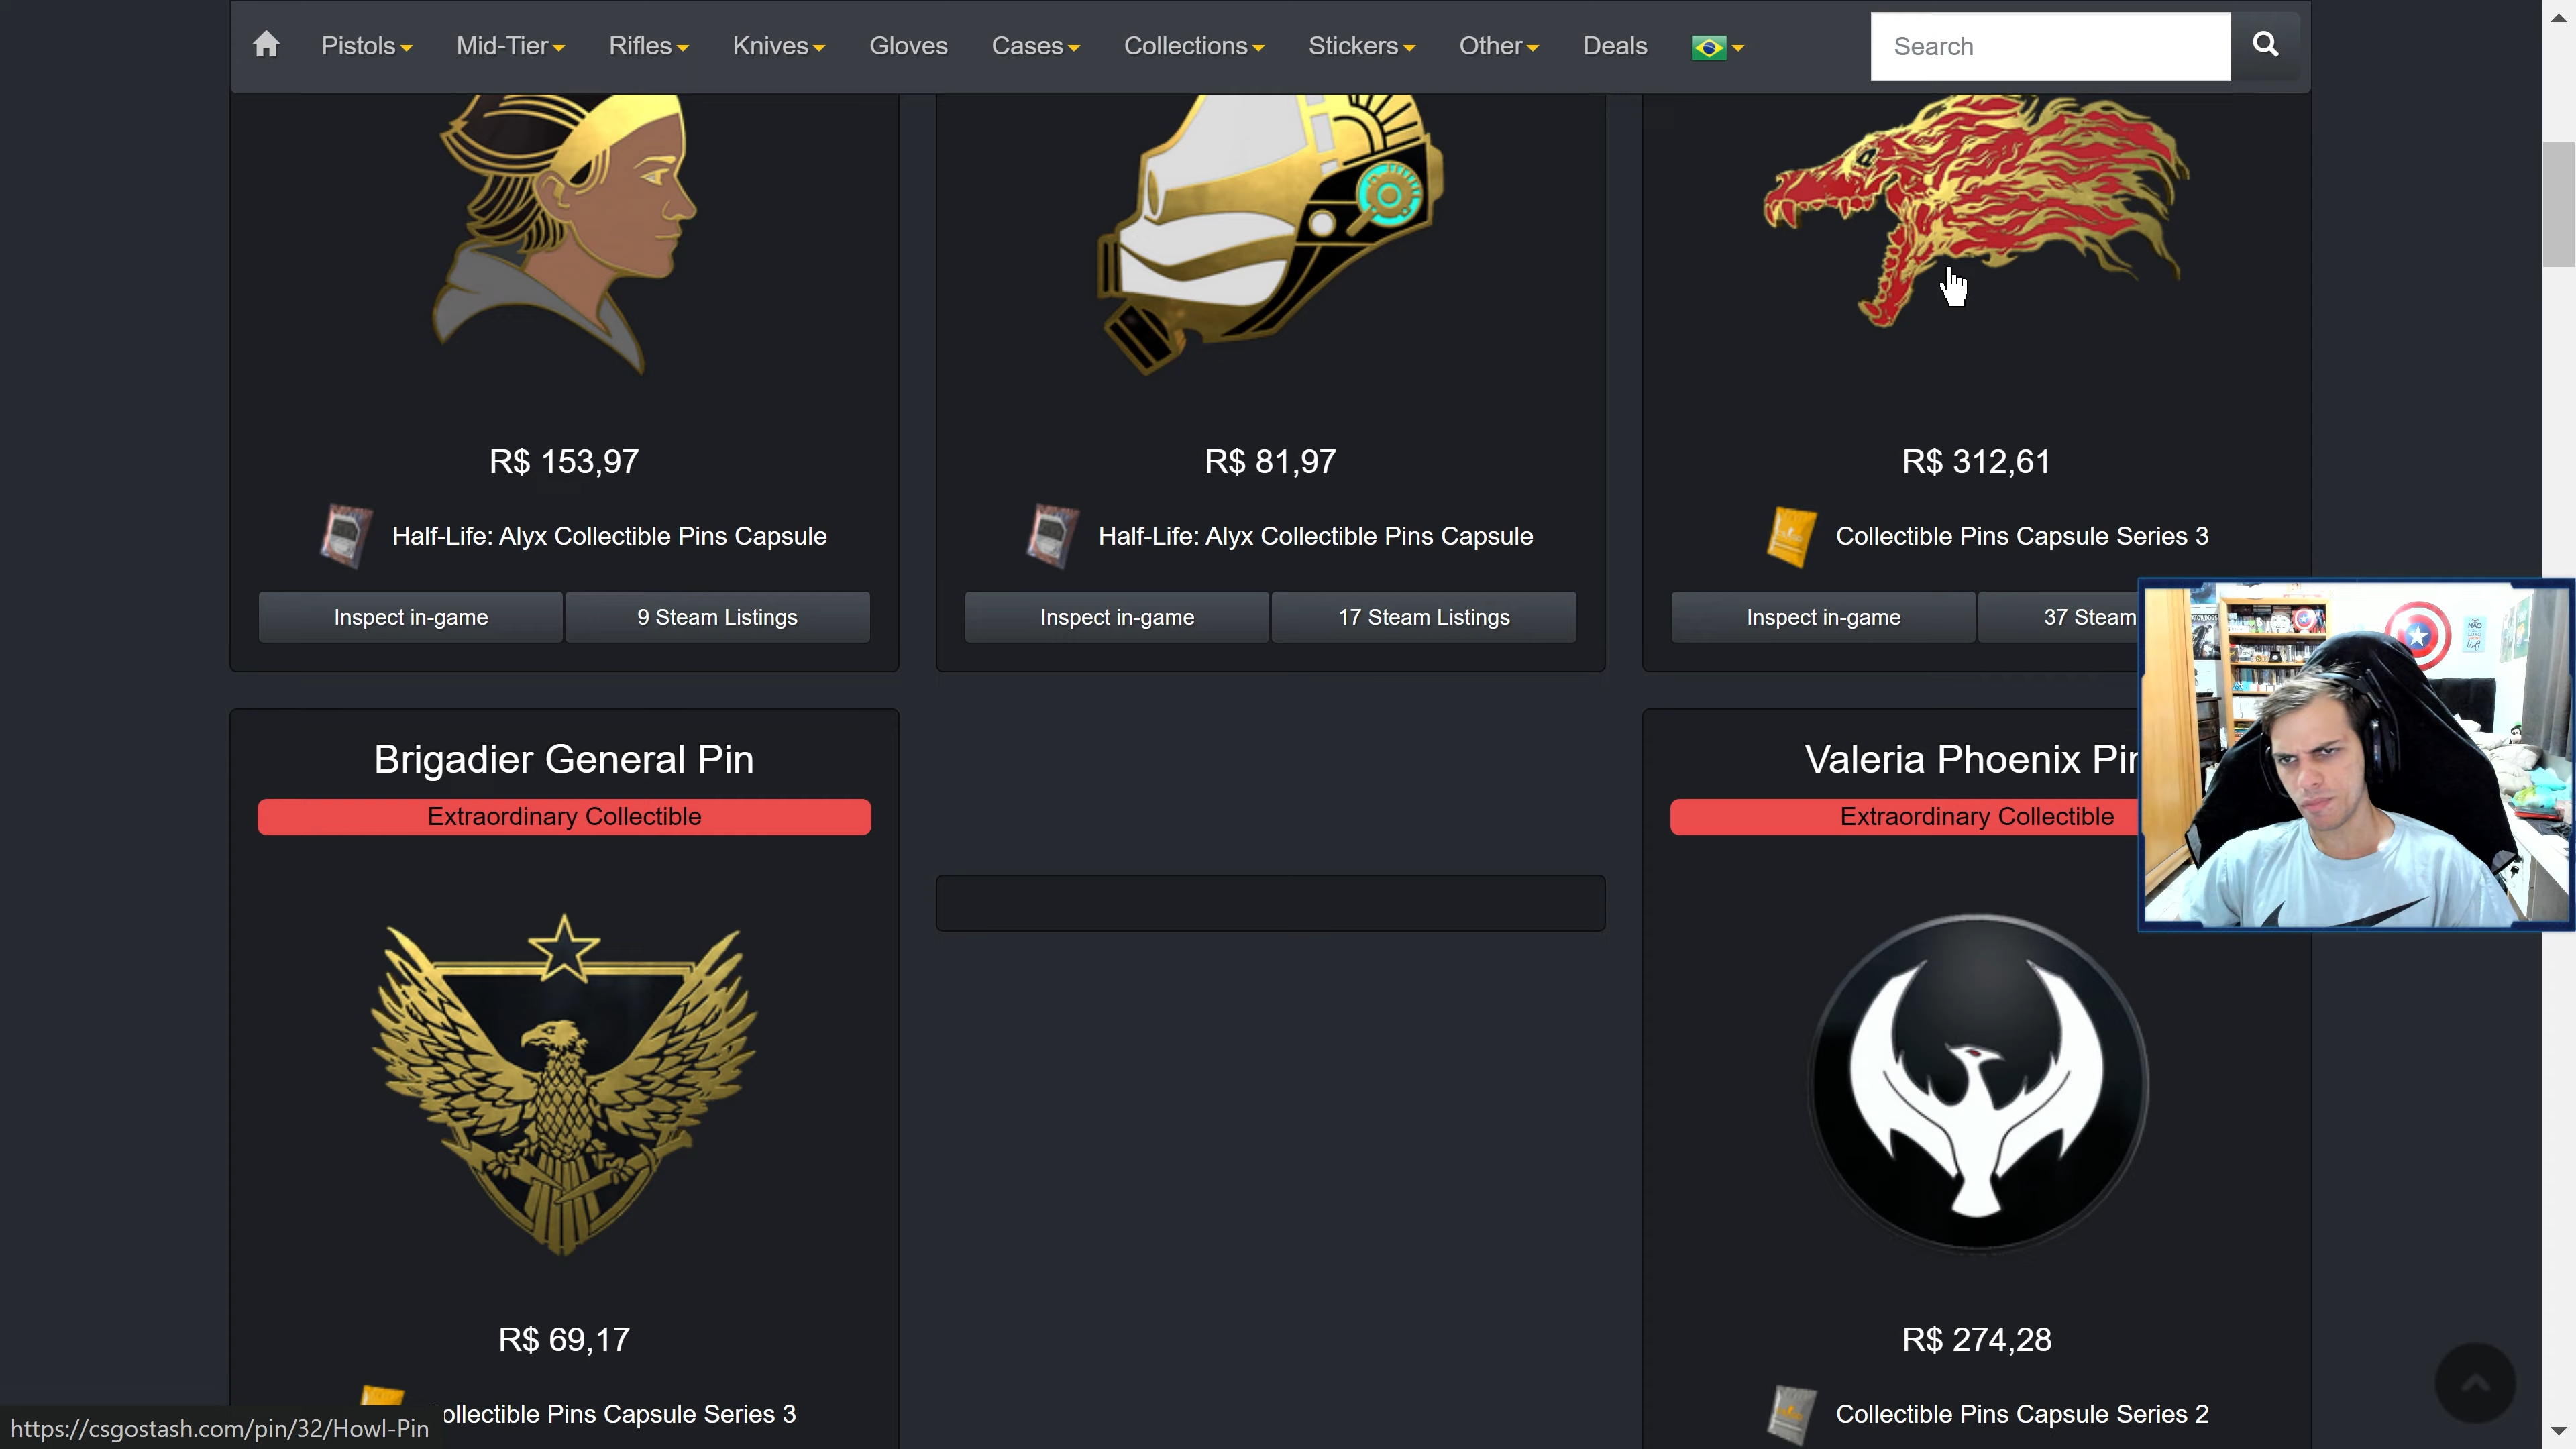 Pistols Mid-Tier Rifles Knives Gloves Cases Collections Stickers Other Deals Search
R$ 153,97
R$ 81,97
R$ 312,61
Half-Life: Alyx Collectible Pins Capsule
Half-Life: Alyx Collectible Pins Capsule
Collectible Pins Capsule Series 3
Inspect in-game 9 Steam Listings
Inspect in-game 17 Steam Listings
Inspect in-game 37 Steam
Brigadier General Pin
Extraordinary Collectible
Valeria Phoenix Pin
Extraordinary Collectible
R$ 69,17
R$ 274,28
ollectible Pins Capsule Series 3
Collectible Pins Capsule Series 2
https://csgostash.com/pin/32/Howl-Pin